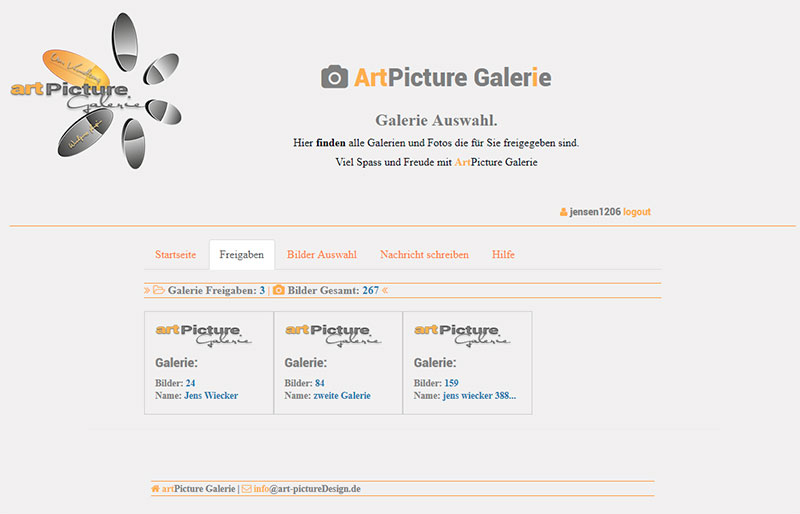 artPicture
Galerie
ArtPicture Galerie
Galerie Auswahl.
Hier finden alle Galerien und Fotos die für Sie freigegeben sind.
Viel Spass und Freude mit ArtPicture Galerie
jensen1206 logout
Startseite Freigaben Bilder Auswahl Nachricht schreiben Hilfe
» Galerie Freigaben: 3 | Bilder Gesamt: 267 «
artPicture Galerie artPicture Galerie artPicture Galerie
Galerie: Galerie: Galerie:
Bilder: 24 Bilder: 84 Bilder: 159
Name: Jens Wiecker Name: zweite Galerie Name: jens wiecker 388...
artPicture Galerie | info@art-pictureDesign.de